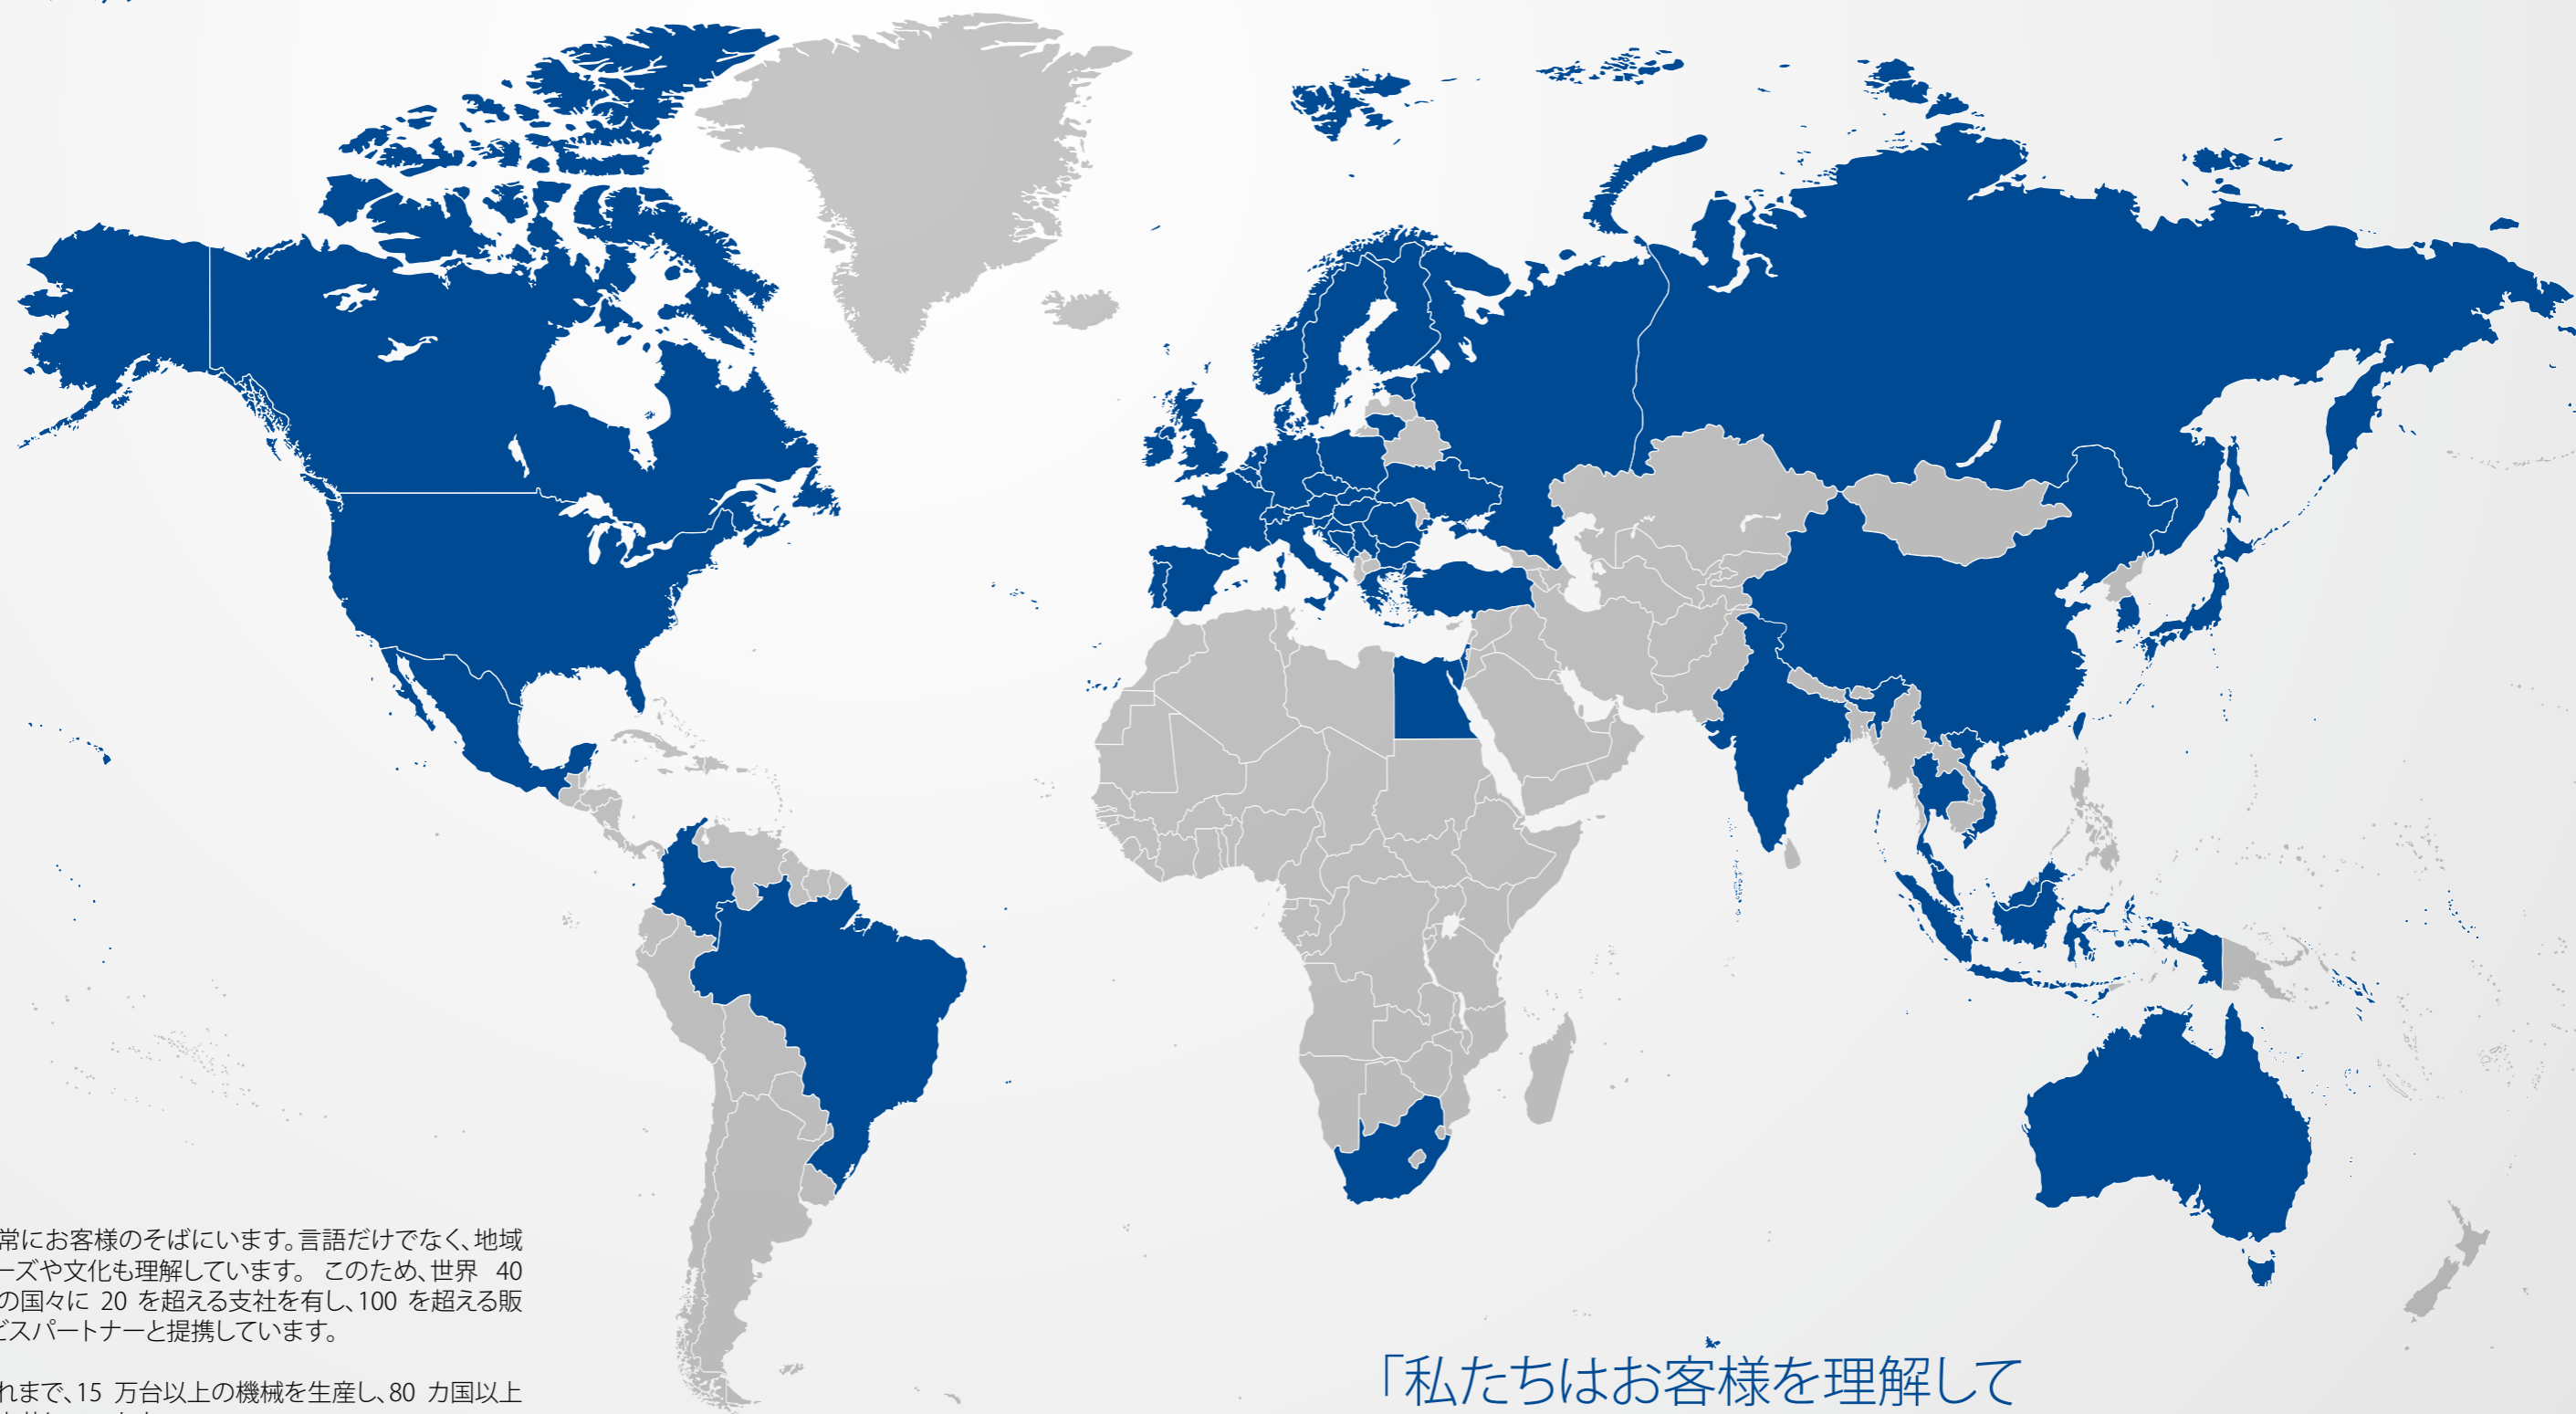 常にお客様のそばにいます。言語だけでなく、地域
ーズや文化も理解しています。 このため、世界 40
の国々に 20 を超える支社を有し、100 を超える販
ビスパートナーと提携しています。
れまで、15 万台以上の機械を生産し、80 カ国以上
「私たちはお客様を理解して